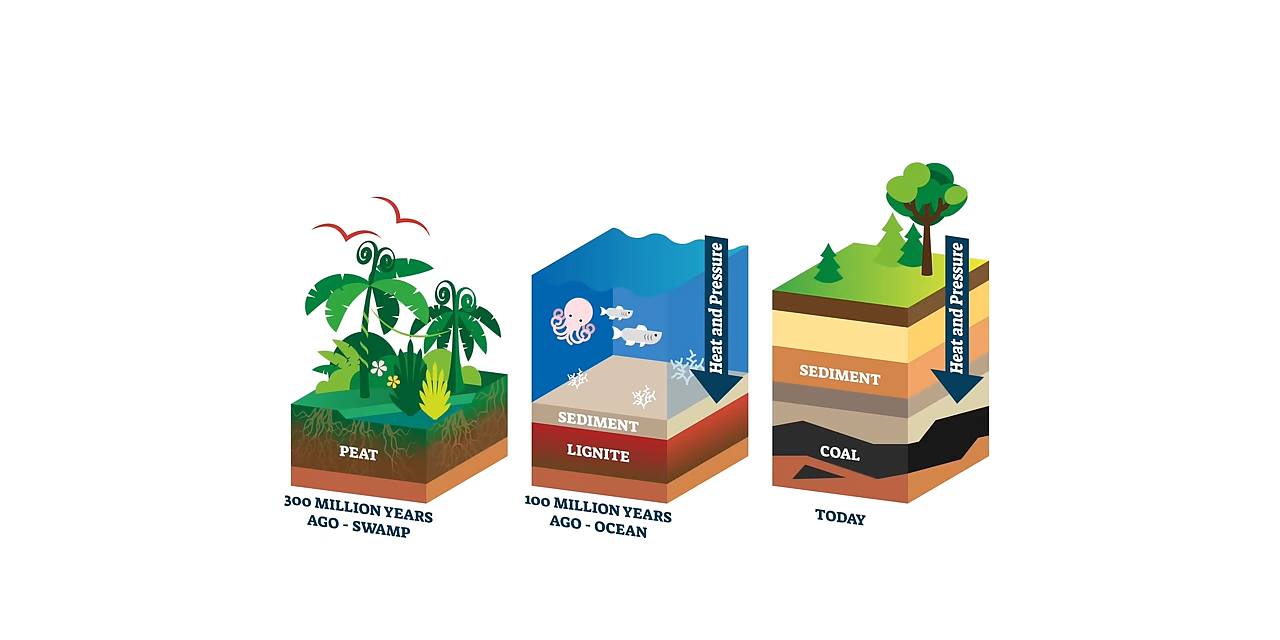 PEAT
300 MILLION YEARS
AGO - SWAMP
Heat and Pressure
SEDIMENT
LIGNITE
100 MILLION YEARS
AGO - OCEAN
Heat and Pressure
SEDIMENT
COAL
TODAY